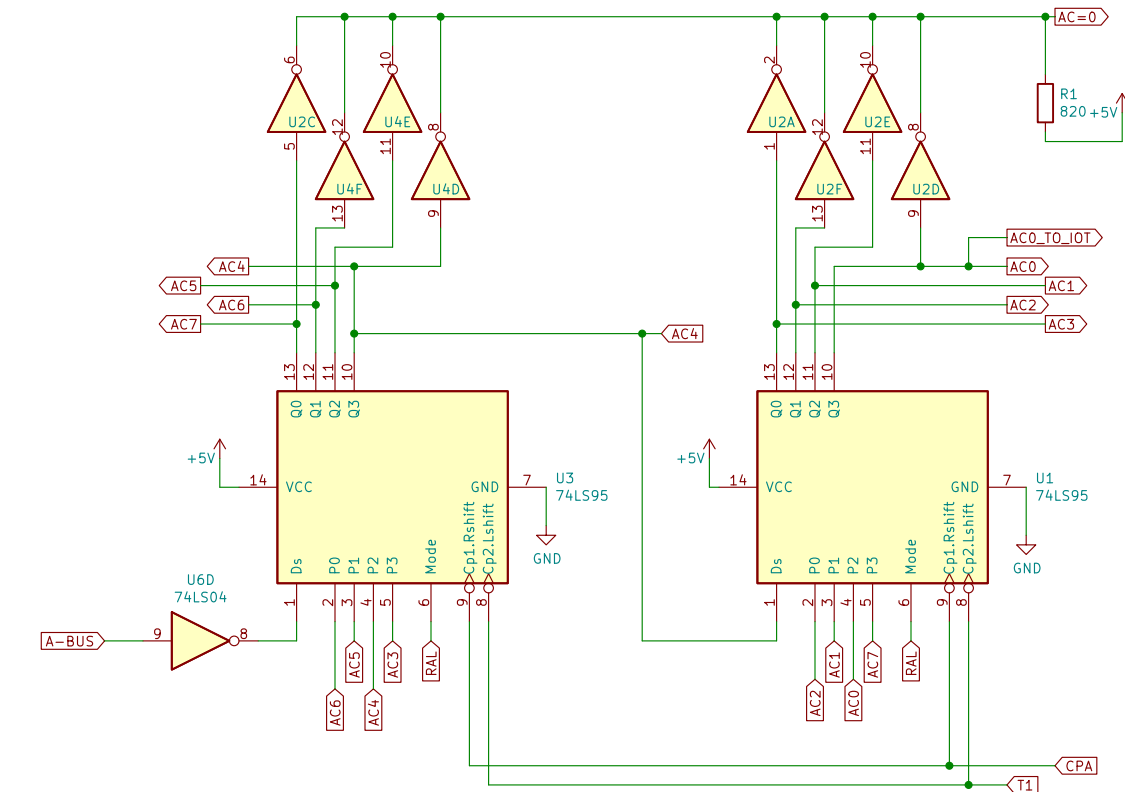 AC=0
6
10
2
10
R1
820
+5V
U2C
U4E
U2A
U2E
12
8
12
8
5
11
1
11
U4F
U4D
U2F
U2D
13
9
13
9
AC0_TO_IOT
AC4
AC0
AC5
AC1
AC6
AC2
AC7
AC3
AC4
13
12
11
10
13
12
11
10
Q0
Q1
Q2
Q3
Q0
Q1
Q2
Q3
+5V
+5V
14
VCC
GND
7
U3
74LS95
14
VCC
GND
7
U1
74LS95
GND
GND
Ds
P0
P1
P2
P3
Mode
Cp1.Rshift
Cp2.Lshift
Ds
P0
P1
P2
P3
Mode
Cp1.Rshift
Cp2.Lshift
U6D
74LS04
1
2
3
4
5
6
9
8
1
2
3
4
5
6
9
8
A-BUS
9
8
AC5
AC3
RAL
AC1
AC7
RAL
AC6
AC4
AC2
AC0
CPA
T1